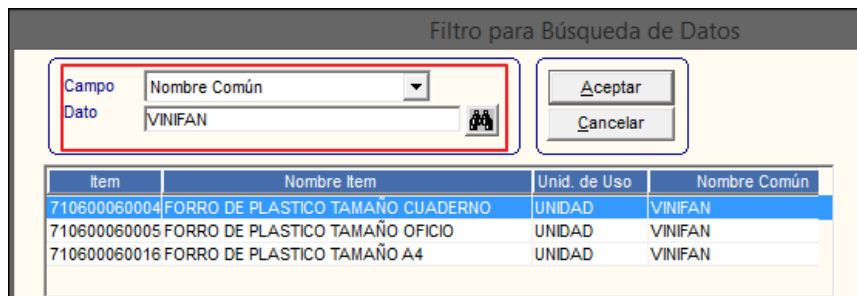 Filtro para Búsqueda de Datos
Campo Nombre Común Aceptar
Dato VINIFAN Cancelar
Item Nombre Item Unid. de Uso Nombre Común
710600060004 FORRO DE PLASTICO TAMAÑO CUADERNO UNIDAD VINIFAN
710600060005 FORRO DE PLASTICO TAMAÑO OFICIO UNIDAD VINIFAN
710600060016 FORRO DE PLASTICO TAMAÑO A4 UNIDAD VINIFAN